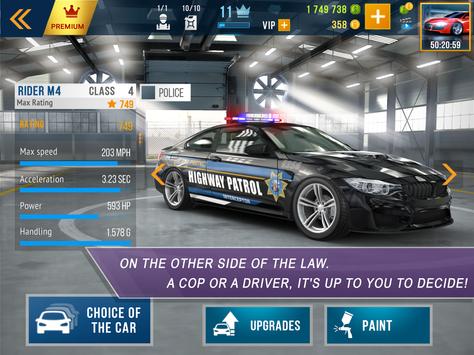 PREMIUM
1/1
10/10
VIP
1 749 738
358
50:20:59
RIDER M4 CLASS 4
Max Rating 749
POLICE
RATING 749
Max speed 203 MPH
Acceleration 3.23 SEC.
Power 593 HP
Handling 1.578 G
HIGHWAY PATROL
INTERCEPTOR
ON THE OTHER SIDE OF THE LAW.
A COP OR A DRIVER, IT'S UP TO YOU TO DECIDE!
CHOICE OF
THE CAR
UPGRADES
PAINT